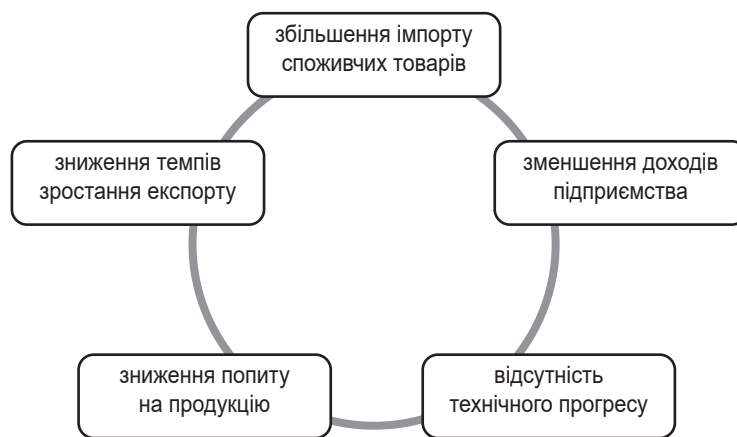 збільшення імпорту
споживчих товарів
зниження темпів
зростання експорту
зменшення доходів
підприємства
зниження попиту
на продукцію
відсутність
технічного прогресу